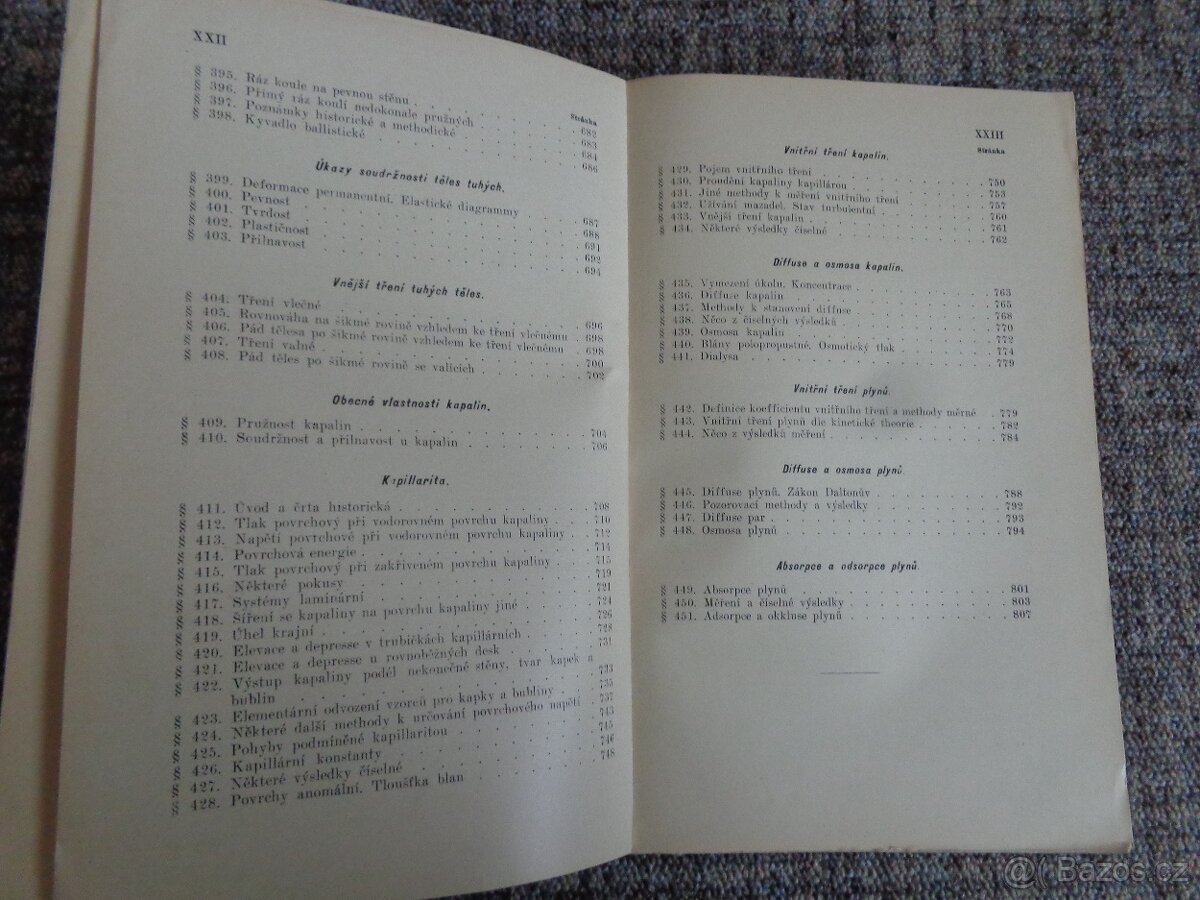 XXII
Stránka
§ 395. Ráz koule na pevnou stěnu . . . 682
§ 396. Přímý ráz koulí nedokonale pružných . . . 683
§ 397. Poznámky historické a methodické . . . 684
§ 398. Kyvadlo ballistické . . . 686
Úkazy soudržnosti těles tuhých.
§ 399. Deformace permanentní. Elastické diagrammy . . . 687
§ 400. Pevnost . . . 688
§ 401. Tvrdost . . . 691
§ 402. Plastičnost . . . 692
§ 403. Přilnavost . . . 694
Vnější tření tuhých těles.
§ 404. Tření vlečné . . . 696
§ 405. Rovnováha na šikmé rovině vzhledem ke tření vlečnému . 698
§ 406. Pád tělesa po šikmé rovině vzhledem ke tření vlečnému . 698
§ 407. Tření valné . . . 700
§ 408. Pád těles po šikmé rovině se valících . . . 702
Obecné vlastnosti kapalin.
§ 409. Pružnost kapalin . . . 704
§ 410. Soudržnost a přilnavost u kapalin . . . 706
Kapillarita.
§ 411. Úvod a črta historická . . . 708
§ 412. Tlak povrchový při vodorovném povrchu kapaliny . . . 710
§ 413. Napětí povrchové při vodorovném povrchu kapaliny . . . 712
§ 414. Povrchová energie . . . 714
§ 415. Tlak povrchový při zakřiveném povrchu kapaliny . . . 715
§ 416. Některé pokusy . . . 719
§ 417. Systémy laminární . . . 721
§ 418. Šíření se kapaliny na povrchu kapaliny jiné . . . 724
§ 419. Úhel krajní . . . 726
§ 420. Elevace a depresse v trubičkách kapillárních . . . 728
§ 421. Elevace a depresse u rovnoběžných desk . . . 731
§ 422. Výstup kapaliny podél nekonečné stěny, tvar kapek a
bublin . . . 733
§ 423. Elementární odvození vzorců pro kapky a bubliny . . . 735
§ 424. Některé další methody k určování povrchového napětí . 737
§ 425. Pohyby podmíněné kapillaritou . . . 743
§ 426. Kapillární konstanty . . . 745
§ 427. Některé výsledky číselné . . . 746
§ 428. Povrchy anomální. Tloušťka blan . . . 748
XXIII
Stránka
Vnitřní tření kapalin.
§ 429. Pojem vnitřního tření . . . 750
§ 430. Proudění kapaliny kapillárou . . . 753
§ 431. Jiné methody k měření vnitřního tření . . . 757
§ 432. Užívání mazadel. Stav turbulentní . . . 760
§ 433. Vnější tření kapalin . . . 761
§ 434. Některé výsledky číselné . . . 762
Diffuse a osmosa kapalin.
§ 435. Vymezení úkolu. Koncentrace . . . 763
§ 436. Diffuse kapalin . . . 765
§ 437. Methody k stanovení diffuse . . . 768
§ 438. Něco z číselných výsledků . . . 770
§ 439. Osmosa kapalin . . . 772
§ 440. Blány polopropustné. Osmotický tlak . . . 774
§ 441. Dialysa . . . 779
Vnitřní tření plynů.
§ 442. Definice koefficientu vnitřního tření a methody měrné . 779
§ 443. Vnitřní tření plynů dle kinetické theorie . . . 782
§ 444. Něco z výsledků měření . . . 784
Diffuse a osmosa plynů.
§ 445. Diffuse plynů. Zákon Daltonův . . . 788
§ 446. Pozorovací methody a výsledky . . . 792
§ 447. Diffuse par . . . 793
§ 448. Osmosa plynů . . . 794
Absorpce a odsorpce plynů.
§ 449. Absorpce plynů . . . 801
§ 450. Měření a číselné výsledky . . . 803
§ 451. Adsorpce a okkluse plynů . . . 807
@ Bazos.cz